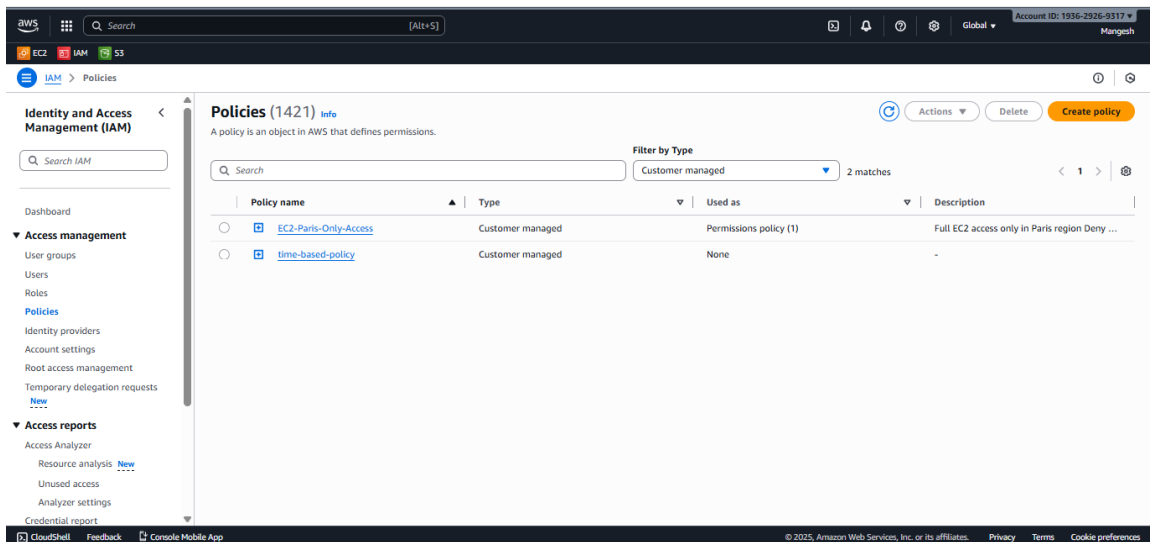 aws
Search
[Alt+S]
Global
Account ID: 1936-2926-9317
Mangesh
EC2
IAM
S3
IAM > Policies
Identity and Access Management (IAM)
Search IAM
Dashboard
Access management
User groups
Users
Roles
Policies
Identity providers
Account settings
Root access management
Temporary delegation requests
New
Access reports
Access Analyzer
Resource analysis New
Unused access
Analyzer settings
Credential report
Policies (1421) Info
A policy is an object in AWS that defines permissions.
Actions
Delete
Create policy
Filter by Type
Search
Customer managed
2 matches
1
Policy name Type Used as Description
EC2-Paris-Only-Access Customer managed Permissions policy (1) Full EC2 access only in Paris region Deny ...
time-based-policy Customer managed None -
CloudShell Feedback Console Mobile App © 2025, Amazon Web Services, Inc. or its affiliates. Privacy Terms Cookie preferences